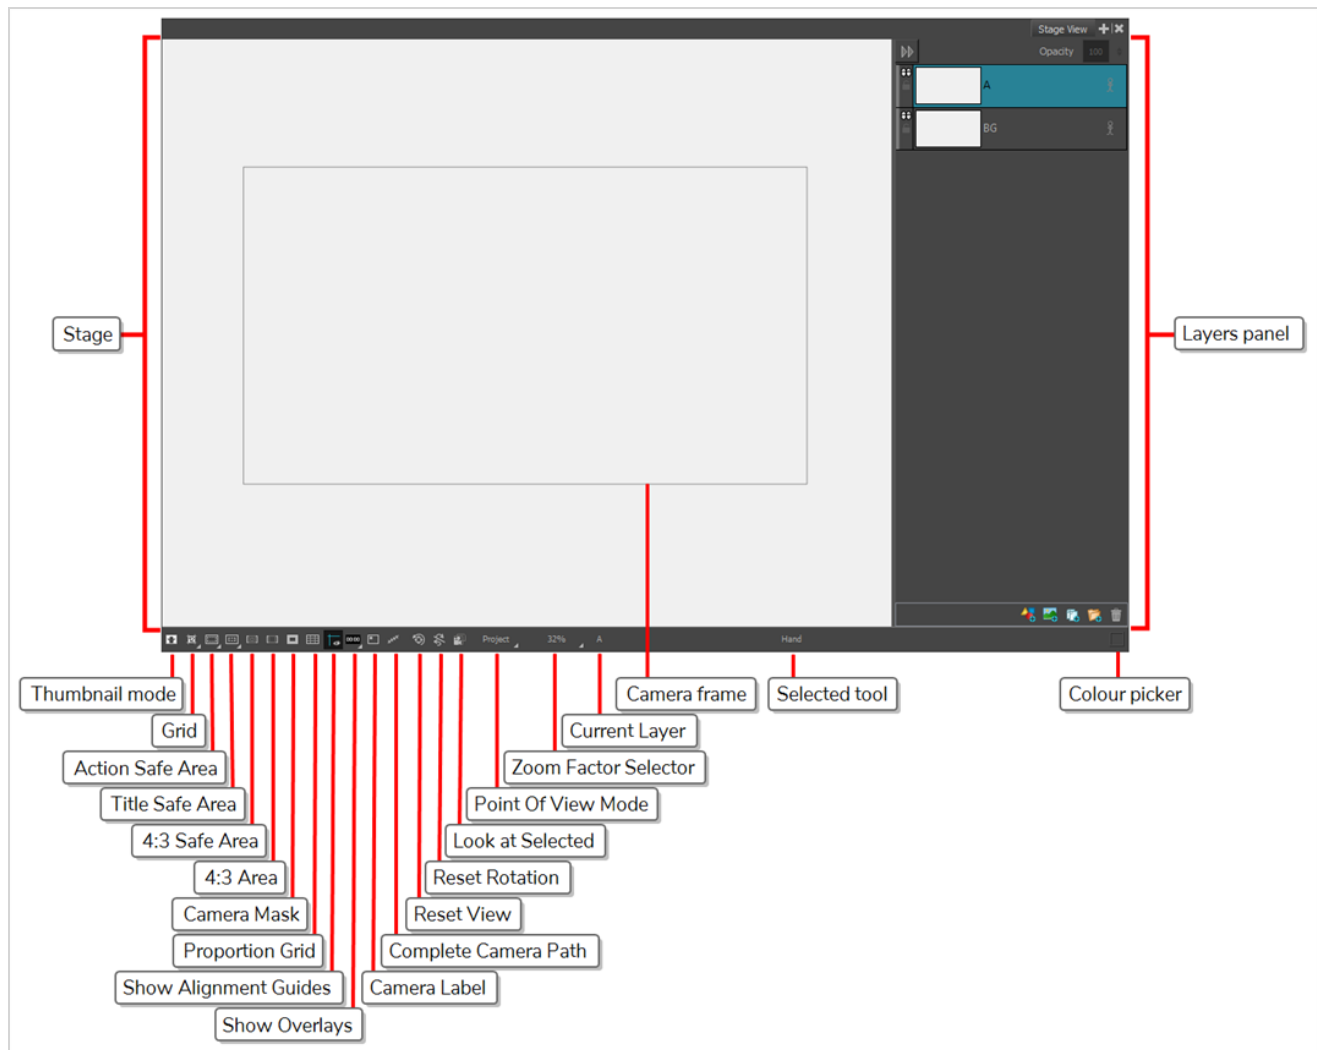 Stage View
Opacity 100
A
BG
Stage
Layers panel
00:00
Project
32%
A
Hand
Thumbnail mode
Camera frame
Selected tool
Colour picker
Grid
Current Layer
Action Safe Area
Zoom Factor Selector
Title Safe Area
Point Of View Mode
4:3 Safe Area
Look at Selected
4:3 Area
Reset Rotation
Camera Mask
Reset View
Proportion Grid
Complete Camera Path
Show Alignment Guides
Camera Label
Show Overlays